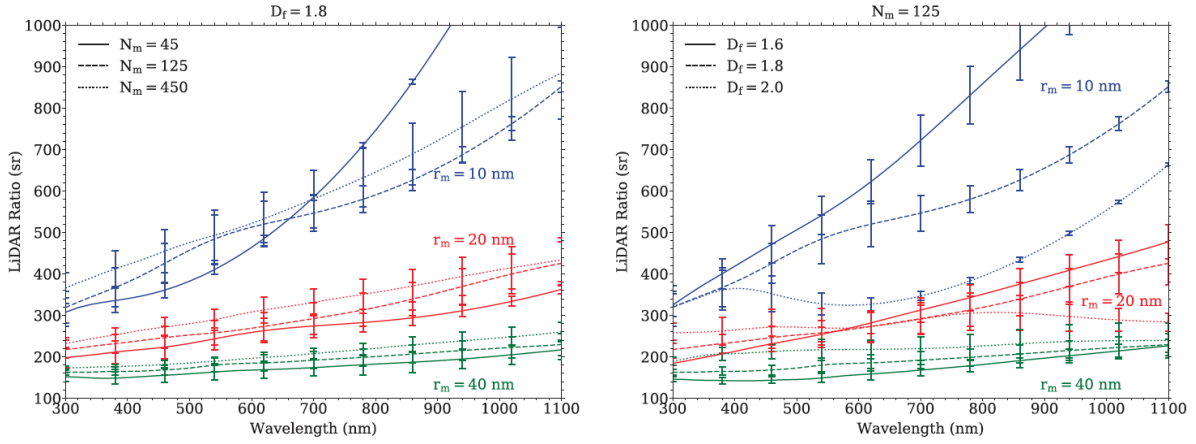 D_f = 1.8
LiDAR Ratio (sr)
1000
900
800
700
600
500
400
300
200
100
N_m = 45
N_m = 125
N_m = 450
r_m = 10 nm
r_m = 20 nm
r_m = 40 nm
300 400 500 600 700 800 900 1000 1100
Wavelength (nm)
N_m = 125
LiDAR Ratio (sr)
1000
900
800
700
600
500
400
300
200
100
D_f = 1.6
D_f = 1.8
D_f = 2.0
r_m = 10 nm
r_m = 20 nm
r_m = 40 nm
300 400 500 600 700 800 900 1000 1100
Wavelength (nm)